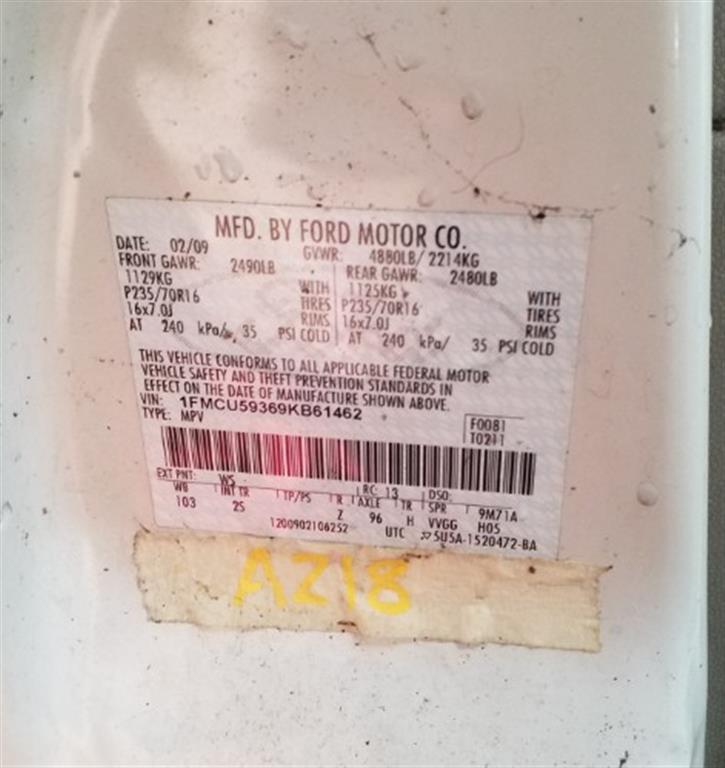 MFD. BY FORD MOTOR CO.
DATE: 02/09 GVWR: 4880LB/ 2214KG
FRONT GAWR: 2490LB REAR GAWR: 2480LB
1129KG WITH 1125KG WITH
P235/70R16 TIRES P235/70R16 TIRES
16x7.0J RIMS 16x7.0J RIMS
AT 240 kPa/ 35 PSI COLD AT 240 kPa/ 35 PSI COLD
THIS VEHICLE CONFORMS TO ALL APPLICABLE FEDERAL MOTOR
VEHICLE SAFETY AND THEFT PREVENTION STANDARDS IN
EFFECT ON THE DATE OF MANUFACTURE SHOWN ABOVE.
VIN: 1FMCU59369KB61462
TYPE: MPV
F0081
T0211
EXT PNT: WS RC: 13 DSO:
WB INT TR TP/PS R AXLE TR SPR 9M71A
103 2S Z 96 H VVGG H05
1200902106252 UTC 5U5A-1520472-BA
AZ18